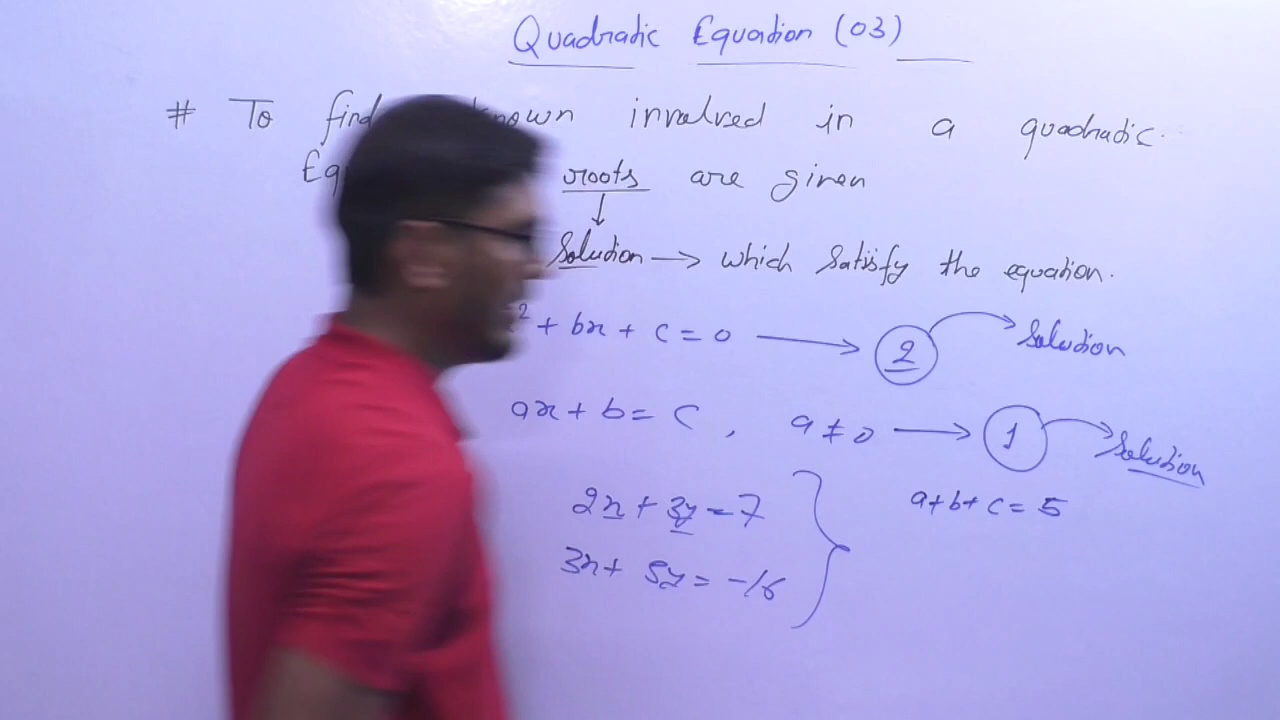 Quadratic Equation (03)
# To find known involved in a quadratic.
Eq roots are given
↓
Solution → which satisfy the equation.
² + bx + c = 0 → 2 → Solution
ax + b = c , a ≠ 0 → 1 → Solution
2x + 3y = 7
a+b+c = 5
3x + 5y = -16